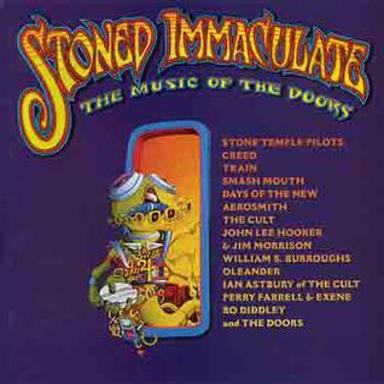 STONED IMMACULATE
THE MUSIC OF THE DOORS
STONE TEMPLE PILOTS
CREED
TRAIN
SMASH MOUTH
DAYS OF THE NEW
AEROSMITH
THE CULT
JOHN LEE HOOKER
& JIM MORRISON
WILLIAM S. BURROUGHS
OLEANDER
IAN ASTBURY of THE CULT
PERRY FARRELL & EXENE
BO DIDDLEY
and THE DOORS